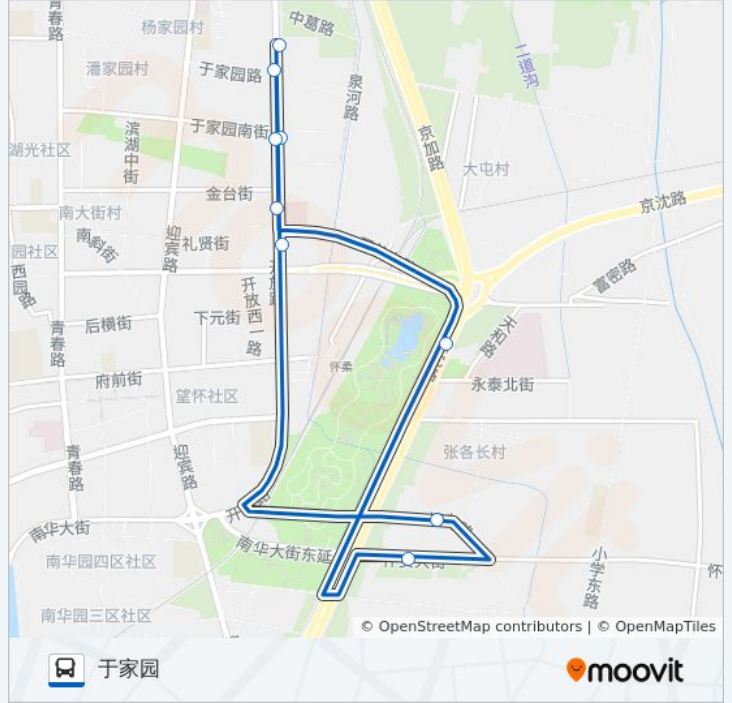 青春路
杨家园村
中葛路
潘家园村
于家园路
泉河路
二道沟
滨湖中街
于家园南街
京加路
湖光社区
大屯村
金台街
京沈路
南大街村
南斜街
迎宾路
礼贤街
园社区
西园路
富密路
开放西一路
下元街
后横街
青春路
天和路
怀柔
府前街
望怀社区
永泰北街
青春路
迎宾路
张各长村
南华大街
南华大街东延
小学东路
南华园四区社区
怀
南华园三区社区
© OpenStreetMap contributors | © OpenMapTiles
于家园
moovit